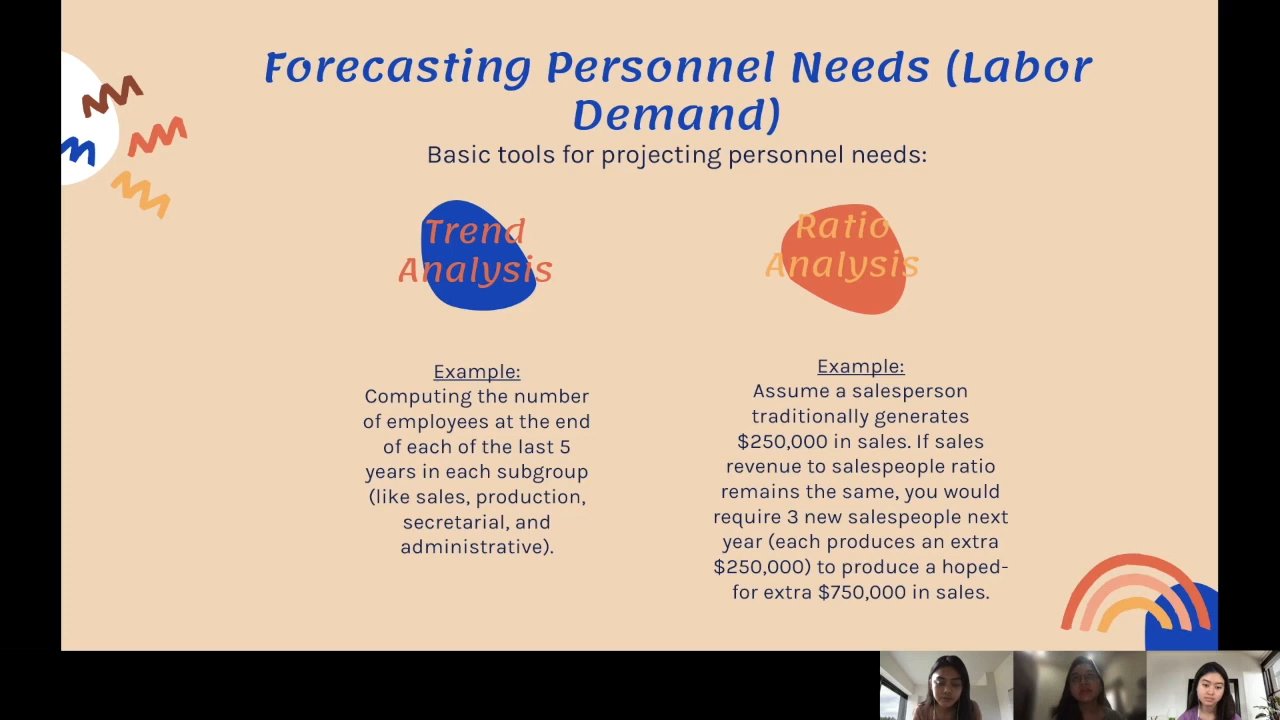 Forecasting Personnel Needs (Labor
Demand)
Basic tools for projecting personnel needs:
Trend
Analysis
Example:
Computing the number
of employees at the end
of each of the last 5
years in each subgroup
(like sales, production,
secretarial, and
administrative).
Ratio
Analysis
Example:
Assume a salesperson
traditionally generates
$250,000 in sales. If sales
revenue to salespeople ratio
remains the same, you would
require 3 new salespeople next
year (each produces an extra
$250,000) to produce a hoped-
for extra $750,000 in sales.